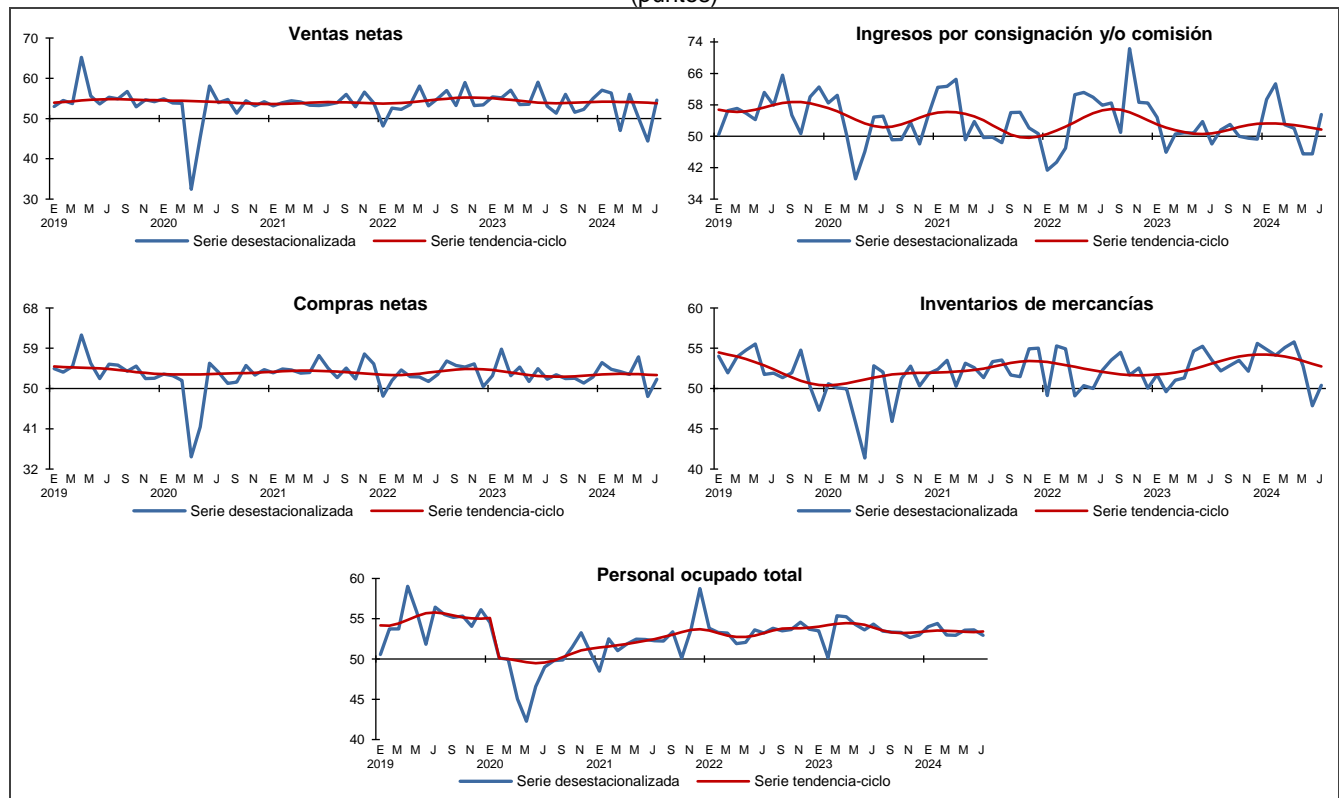 (puntos)
Ventas netas
70
60
50
40
30
E M M J S N E M M J S N E M M J S N E M M J S N E M M J S N E M M J
2019 2020 2021 2022 2023 2024
Serie desestacionalizada Serie tendencia-ciclo
Ingresos por consignación y/o comisión
74
66
58
50
42
34
E M M J S N E M M J S N E M M J S N E M M J S N E M M J S N E M M J
2019 2020 2021 2022 2023 2024
Serie desestacionalizada Serie tendencia-ciclo
Compras netas
68
59
50
41
32
E M M J S N E M M J S N E M M J S N E M M J S N E M M J S N E M M J
2019 2020 2021 2022 2023 2024
Serie desestacionalizada Serie tendencia-ciclo
Inventarios de mercancías
60
55
50
45
40
E M M J S N E M M J S N E M M J S N E M M J S N E M M J S N E M M J
2019 2020 2021 2022 2023 2024
Serie desestacionalizada Serie tendencia-ciclo
Personal ocupado total
60
55
50
45
40
E M M J S N E M M J S N E M M J S N E M M J S N E M M J S N E M M J
2019 2020 2021 2022 2023 2024
Serie desestacionalizada Serie tendencia-ciclo